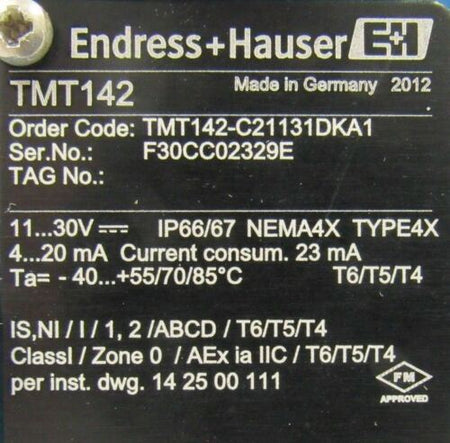 Endress+Hauser E+H
TMT142 Made in Germany 2012
Order Code: TMT142-C21131DKA1
Ser.No.: F30CC02329E
TAG No.:
11...30V⎓ IP66/67 NEMA4X TYPE4X
4...20 mA Current consum. 23 mA
Ta= - 40...+55/70/85°C T6/T5/T4
IS,NI / I / 1, 2 /ABCD / T6/T5/T4
ClassI / Zone 0 / AEx ia IIC / T6/T5/T4
per inst. dwg. 14 25 00 111
FM
APPROVED